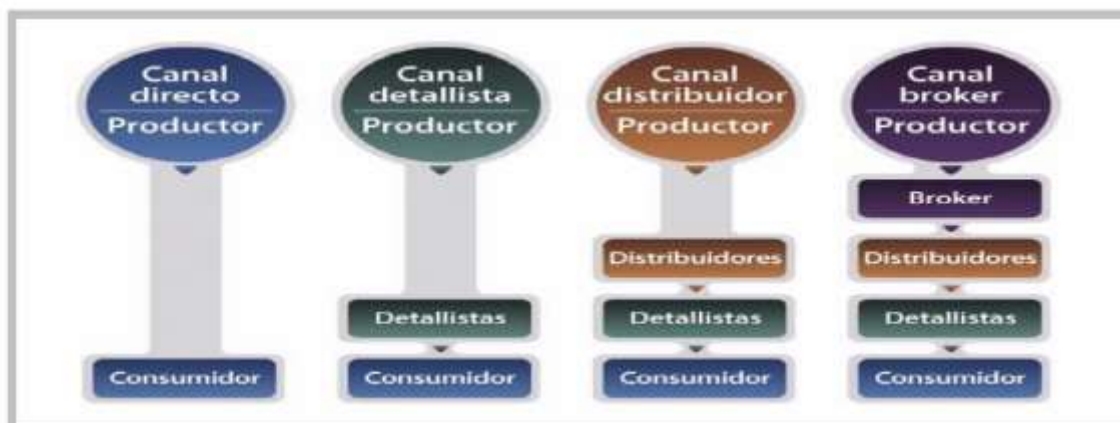 Canal
directo
Productor
Consumidor
Canal
detallista
Productor
Detallistas
Consumidor
Canal
distribuidor
Productor
Distribuidores
Detallistas
Consumidor
Canal
broker
Productor
Broker
Distribuidores
Detallistas
Consumidor